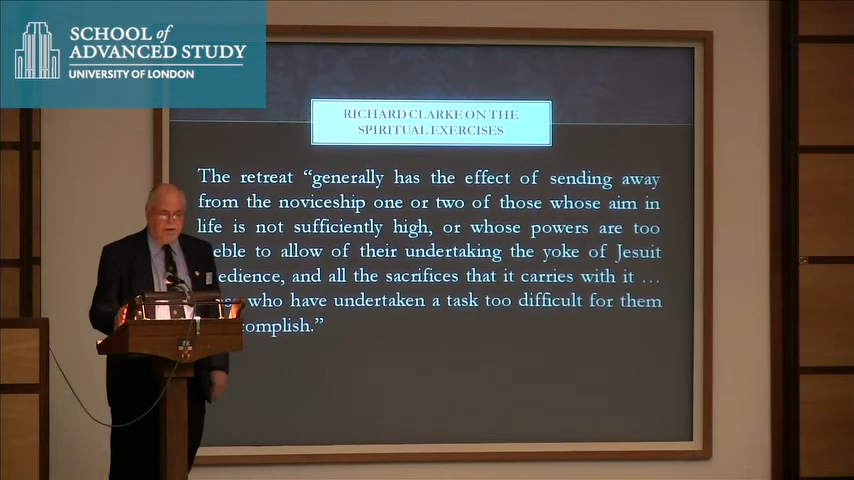 SCHOOL of
ADVANCED STUDY
UNIVERSITY OF LONDON
RICHARD CLARKE ON THE
SPIRITUAL EXERCISES
The retreat “generally has the effect of sending away
from the noviceship one or two of those whose aim in
life is not sufficiently high, or whose powers are too
to allow of their undertaking the yoke of Jesuit
and all the sacrifices that it carries with it …
who have undertaken a task too difficult for them